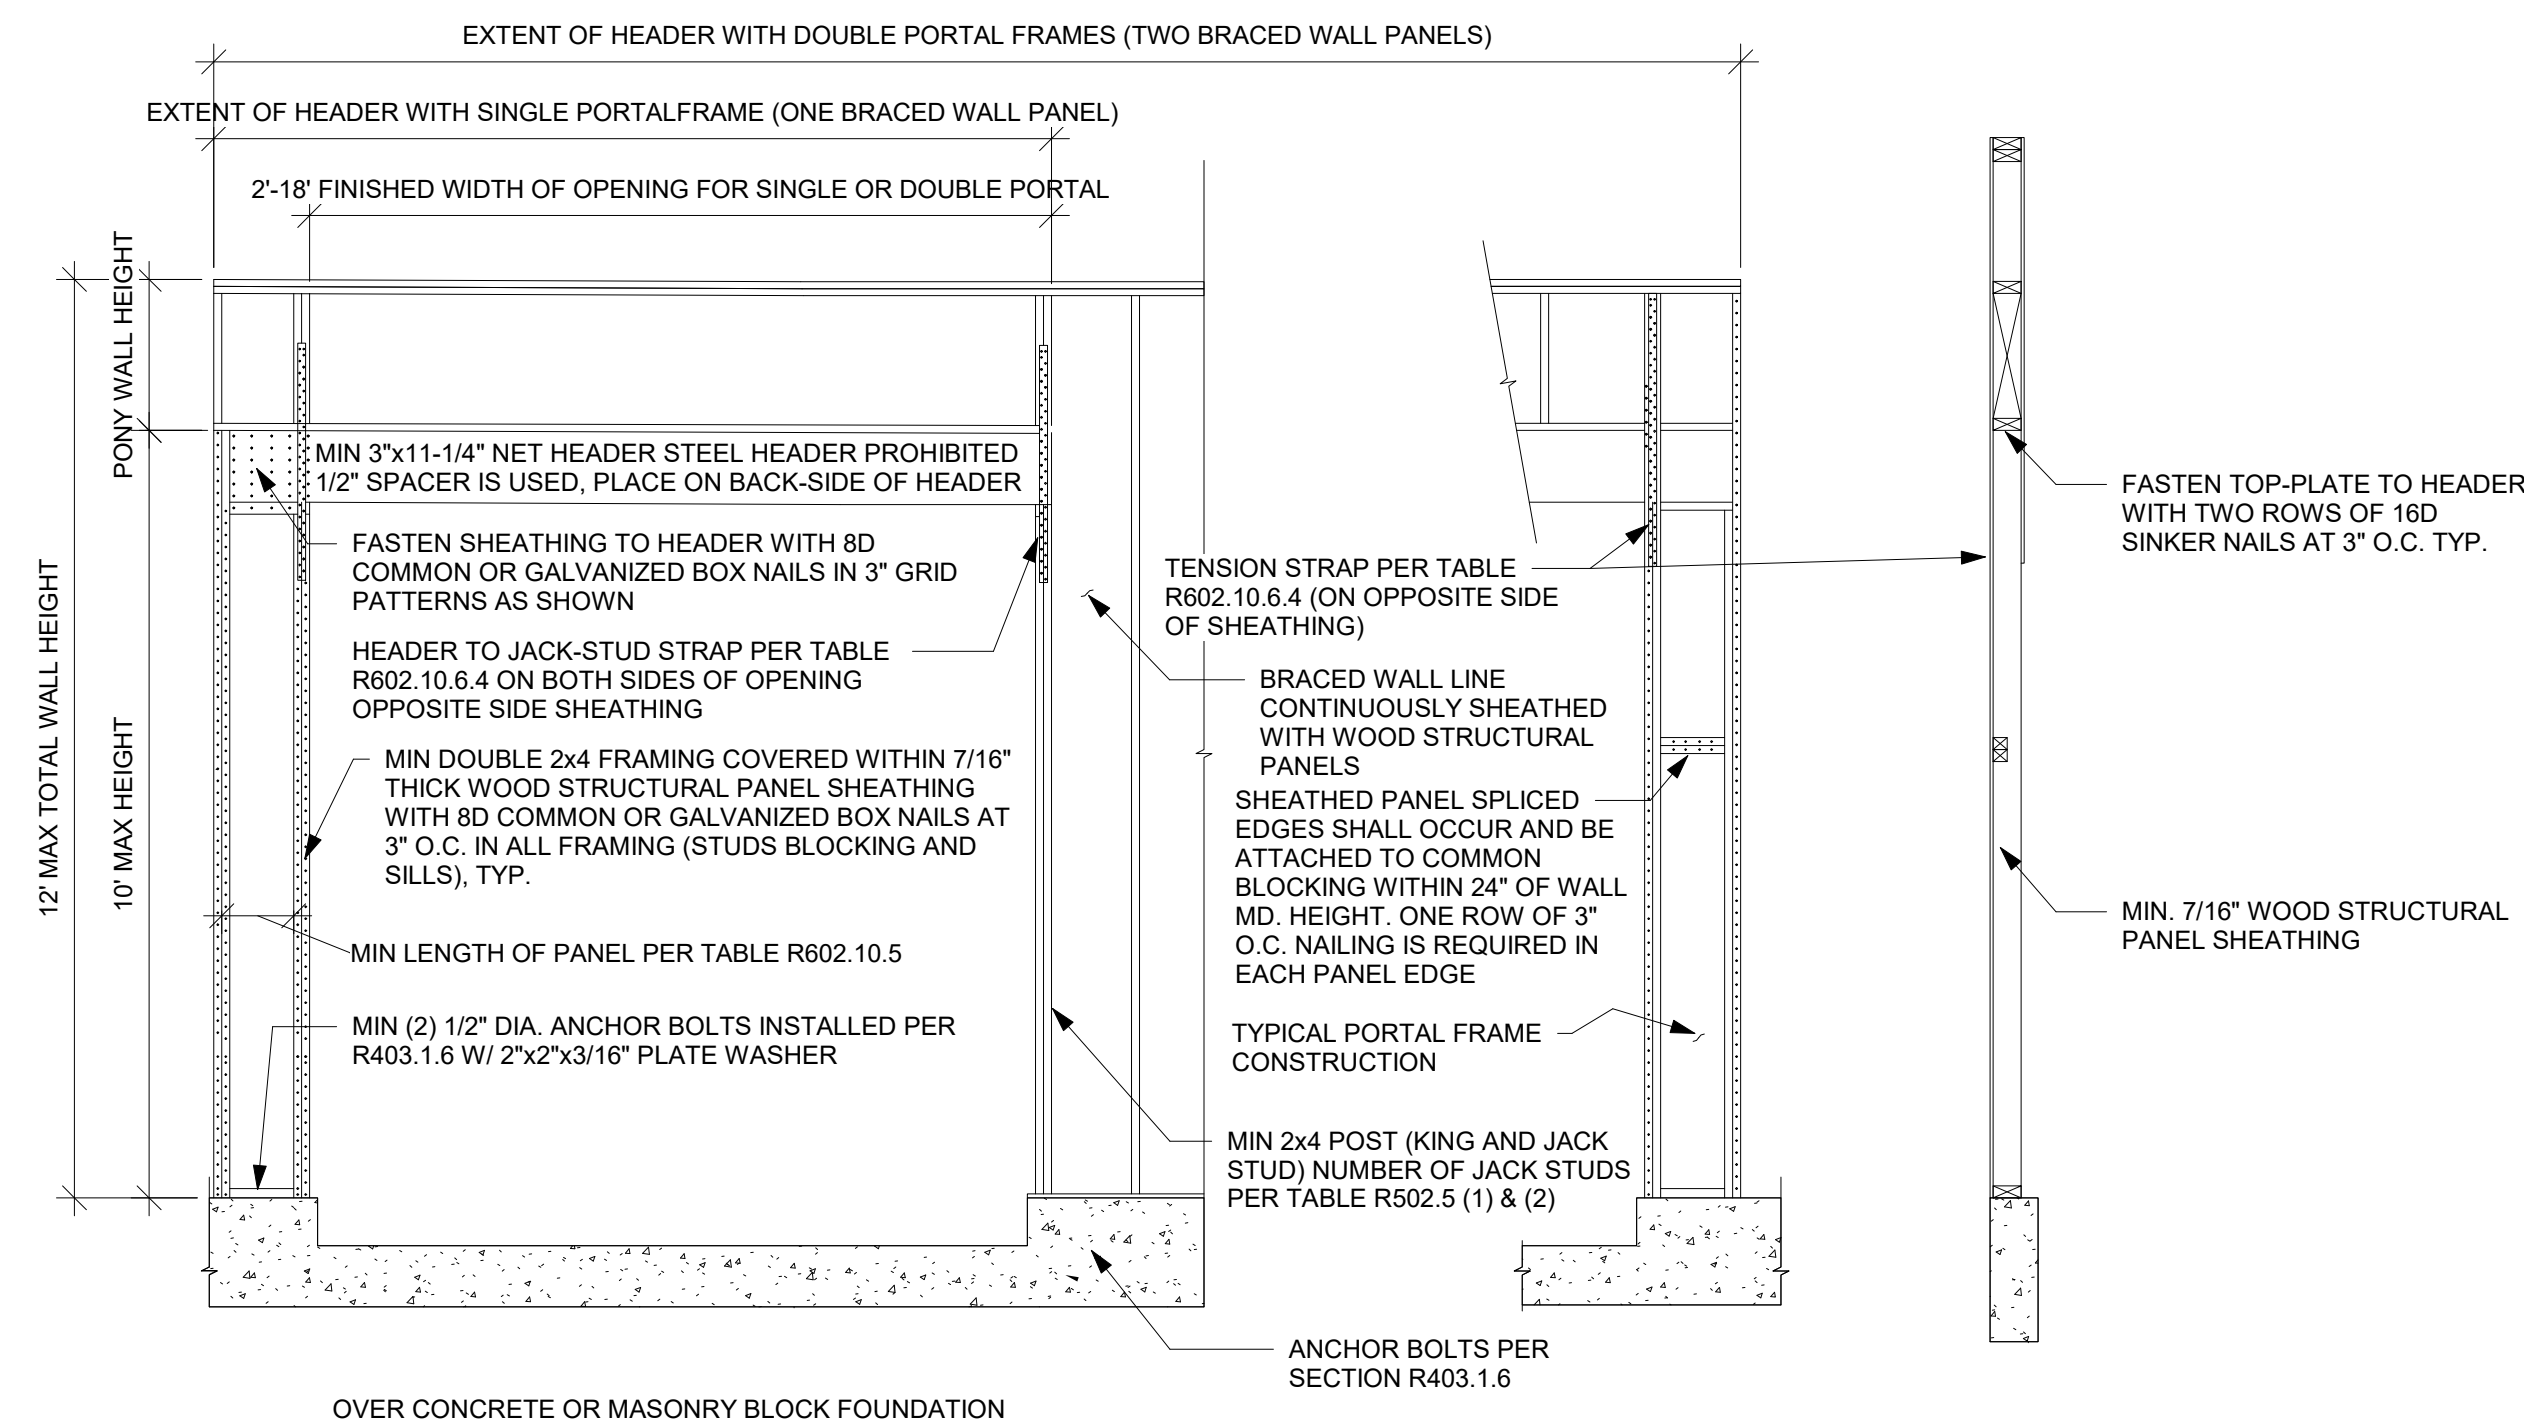 EXTENT OF HEADER WITH DOUBLE PORTAL FRAMES (TWO BRACED WALL PANELS)
EXTENT OF HEADER WITH SINGLE PORTALFRAME (ONE BRACED WALL PANEL)
2'-18' FINISHED WIDTH OF OPENING FOR SINGLE OR DOUBLE PORTAL
12' MAX TOTAL WALL HEIGHT
PONY WALL HEIGHT
10' MAX HEIGHT
MIN 3"x11-1/4" NET HEADER STEEL HEADER PROHIBITED
1/2" SPACER IS USED, PLACE ON BACK-SIDE OF HEADER
FASTEN SHEATHING TO HEADER WITH 8D
COMMON OR GALVANIZED BOX NAILS IN 3" GRID
PATTERNS AS SHOWN
HEADER TO JACK-STUD STRAP PER TABLE
R602.10.6.4 ON BOTH SIDES OF OPENING
OPPOSITE SIDE SHEATHING
MIN DOUBLE 2x4 FRAMING COVERED WITHIN 7/16"
THICK WOOD STRUCTURAL PANEL SHEATHING
WITH 8D COMMON OR GALVANIZED BOX NAILS AT
3" O.C. IN ALL FRAMING (STUDS BLOCKING AND
SILLS), TYP.
MIN LENGTH OF PANEL PER TABLE R602.10.5
MIN (2) 1/2" DIA. ANCHOR BOLTS INSTALLED PER
R403.1.6 W/ 2"x2"x3/16" PLATE WASHER
TENSION STRAP PER TABLE
R602.10.6.4 (ON OPPOSITE SIDE
OF SHEATHING)
BRACED WALL LINE
CONTINUOUSLY SHEATHED
WITH WOOD STRUCTURAL
PANELS
SHEATHED PANEL SPLICED
EDGES SHALL OCCUR AND BE
ATTACHED TO COMMON
BLOCKING WITHIN 24" OF WALL
MD. HEIGHT. ONE ROW OF 3"
O.C. NAILING IS REQUIRED IN
EACH PANEL EDGE
TYPICAL PORTAL FRAME
CONSTRUCTION
MIN 2x4 POST (KING AND JACK
STUD) NUMBER OF JACK STUDS
PER TABLE R502.5 (1) & (2)
ANCHOR BOLTS PER
SECTION R403.1.6
FASTEN TOP-PLATE TO HEADER
WITH TWO ROWS OF 16D
SINKER NAILS AT 3" O.C. TYP.
MIN. 7/16" WOOD STRUCTURAL
PANEL SHEATHING
OVER CONCRETE OR MASONRY BLOCK FOUNDATION